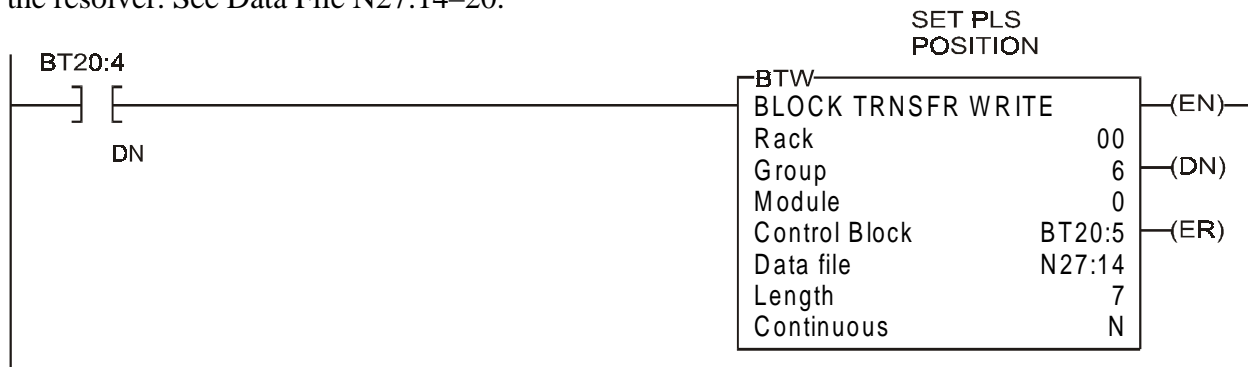 the resolver. See Data File N27:14–20.
SET PLS
POSITION
BT20:4
DN
BTW
BLOCK TRNSFR WRITE
Rack 00
Group 6
Module 0
Control Block BT20:5
Data file N27:14
Length 7
Continuous N
(EN)
(DN)
(ER)